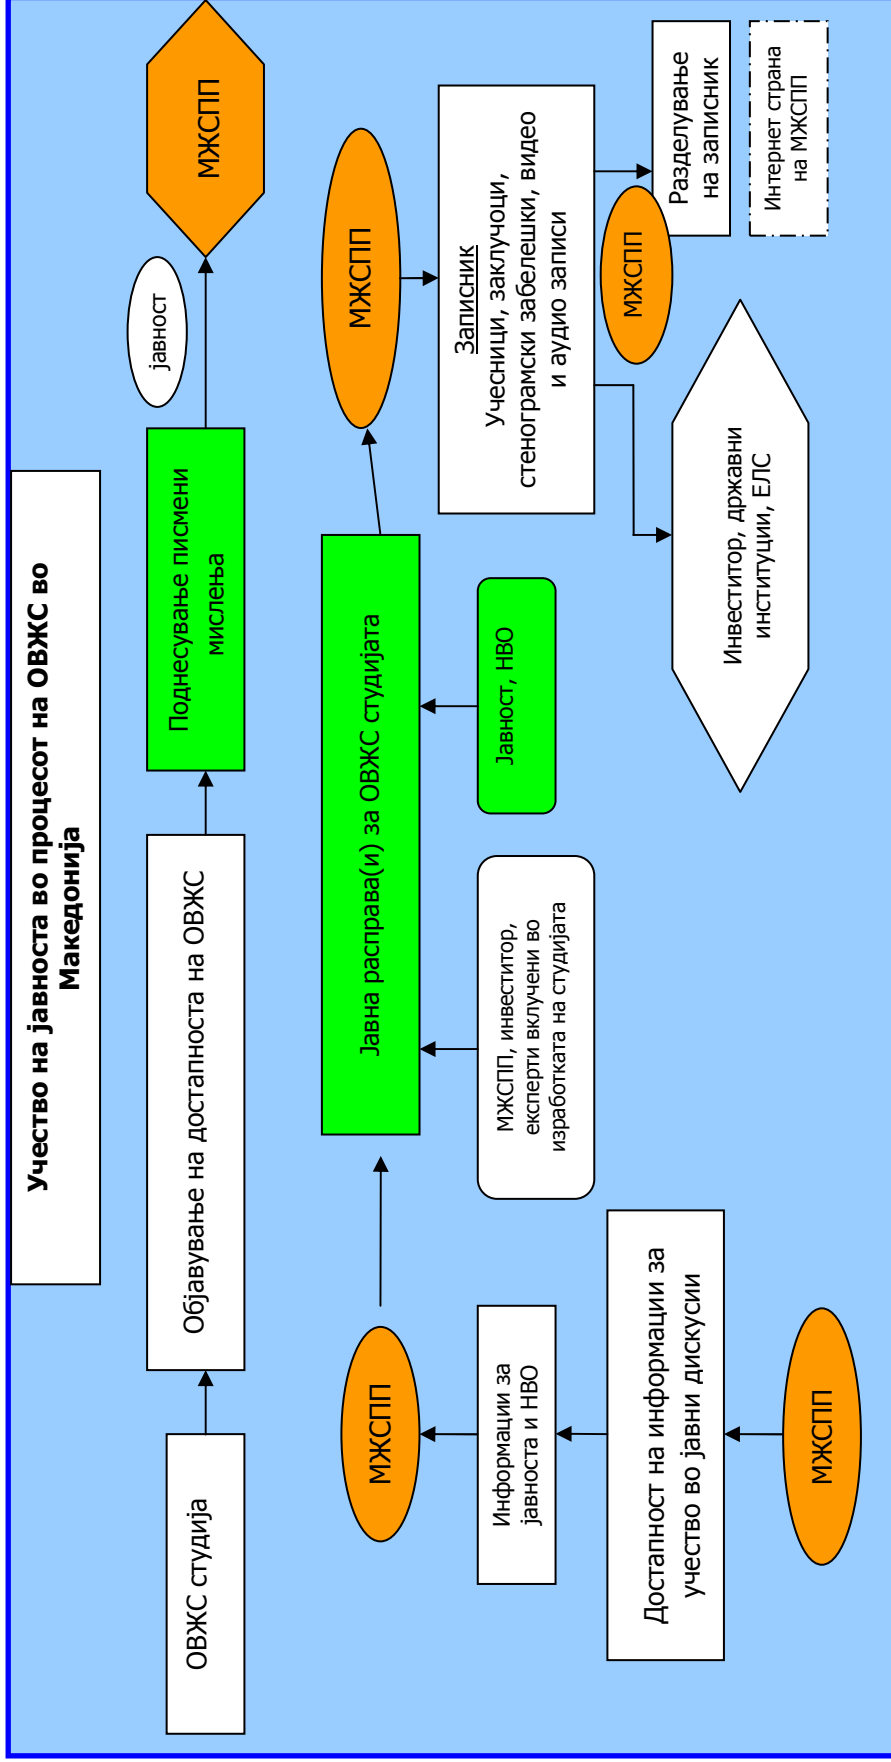 Учество на јавноста во процесот на ОВЖС во
Македонија
ОВЖС студија
Објавување на достапноста на ОВЖС
Поднесување писмени
мислења
јавност
МЖСПП
МЖСПП
Јавна расправа(и) за ОВЖС студијата
МЖСПП
Информации за
јавноста и НВО
МЖСПП, инвеститор,
експерти вклучени во
изработката на студијата
Јавност, НВО
Записник
Учесници, заклучоци,
стенограмски забелешки, видео
и аудио записи
Достапност на информации за
учество во јавни дискусии
МЖСПП
МЖСПП
Разделување
на записник
Инвеститор, државни
институции, ЕЛС
Интернет страна
на МЖСПП